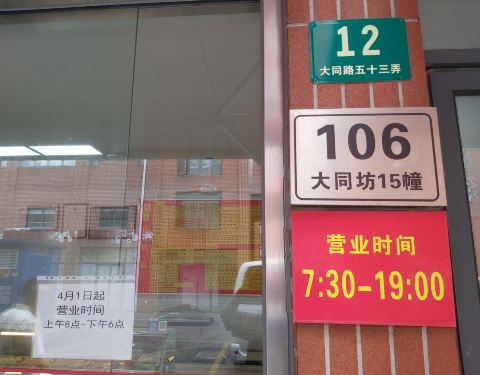 12
大同路五十三弄
106
大同坊15幢
营业时间
7:30-19:00
4月1日起
营业时间
上午8点-下午6点